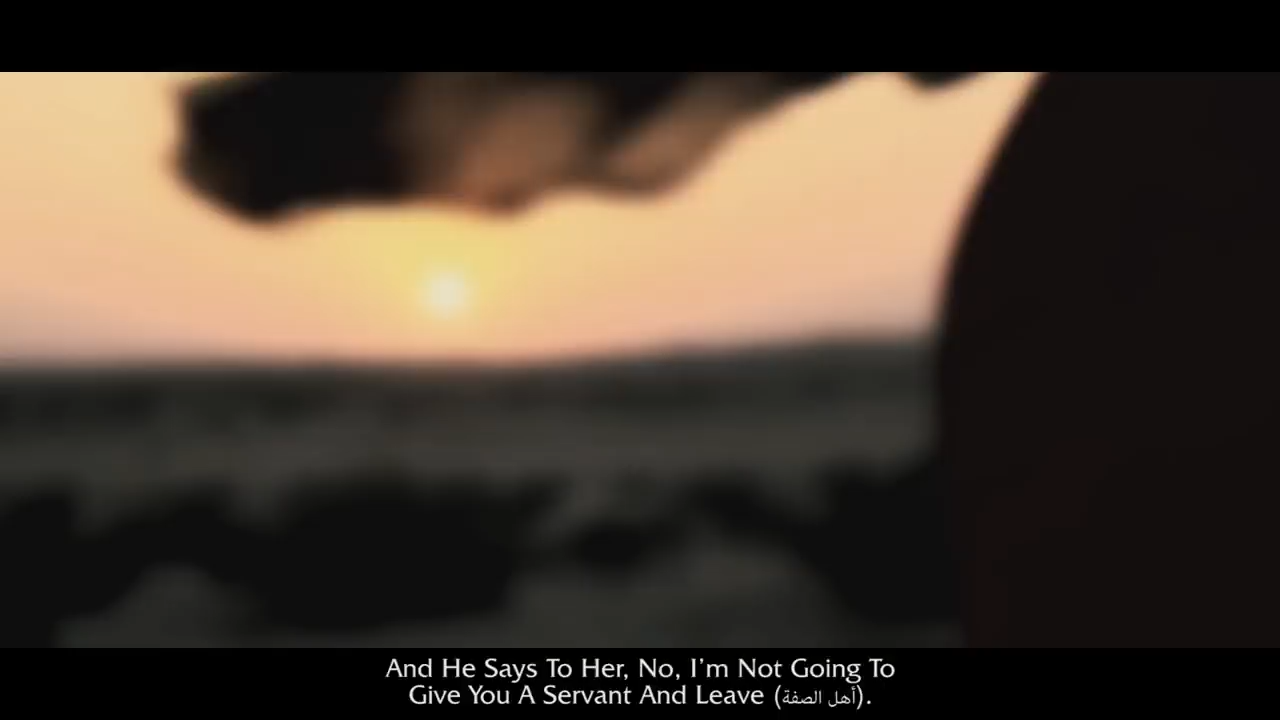 And He Says To Her, No, I'm Not Going To
Give You A Servant And Leave (أهل الصفة).